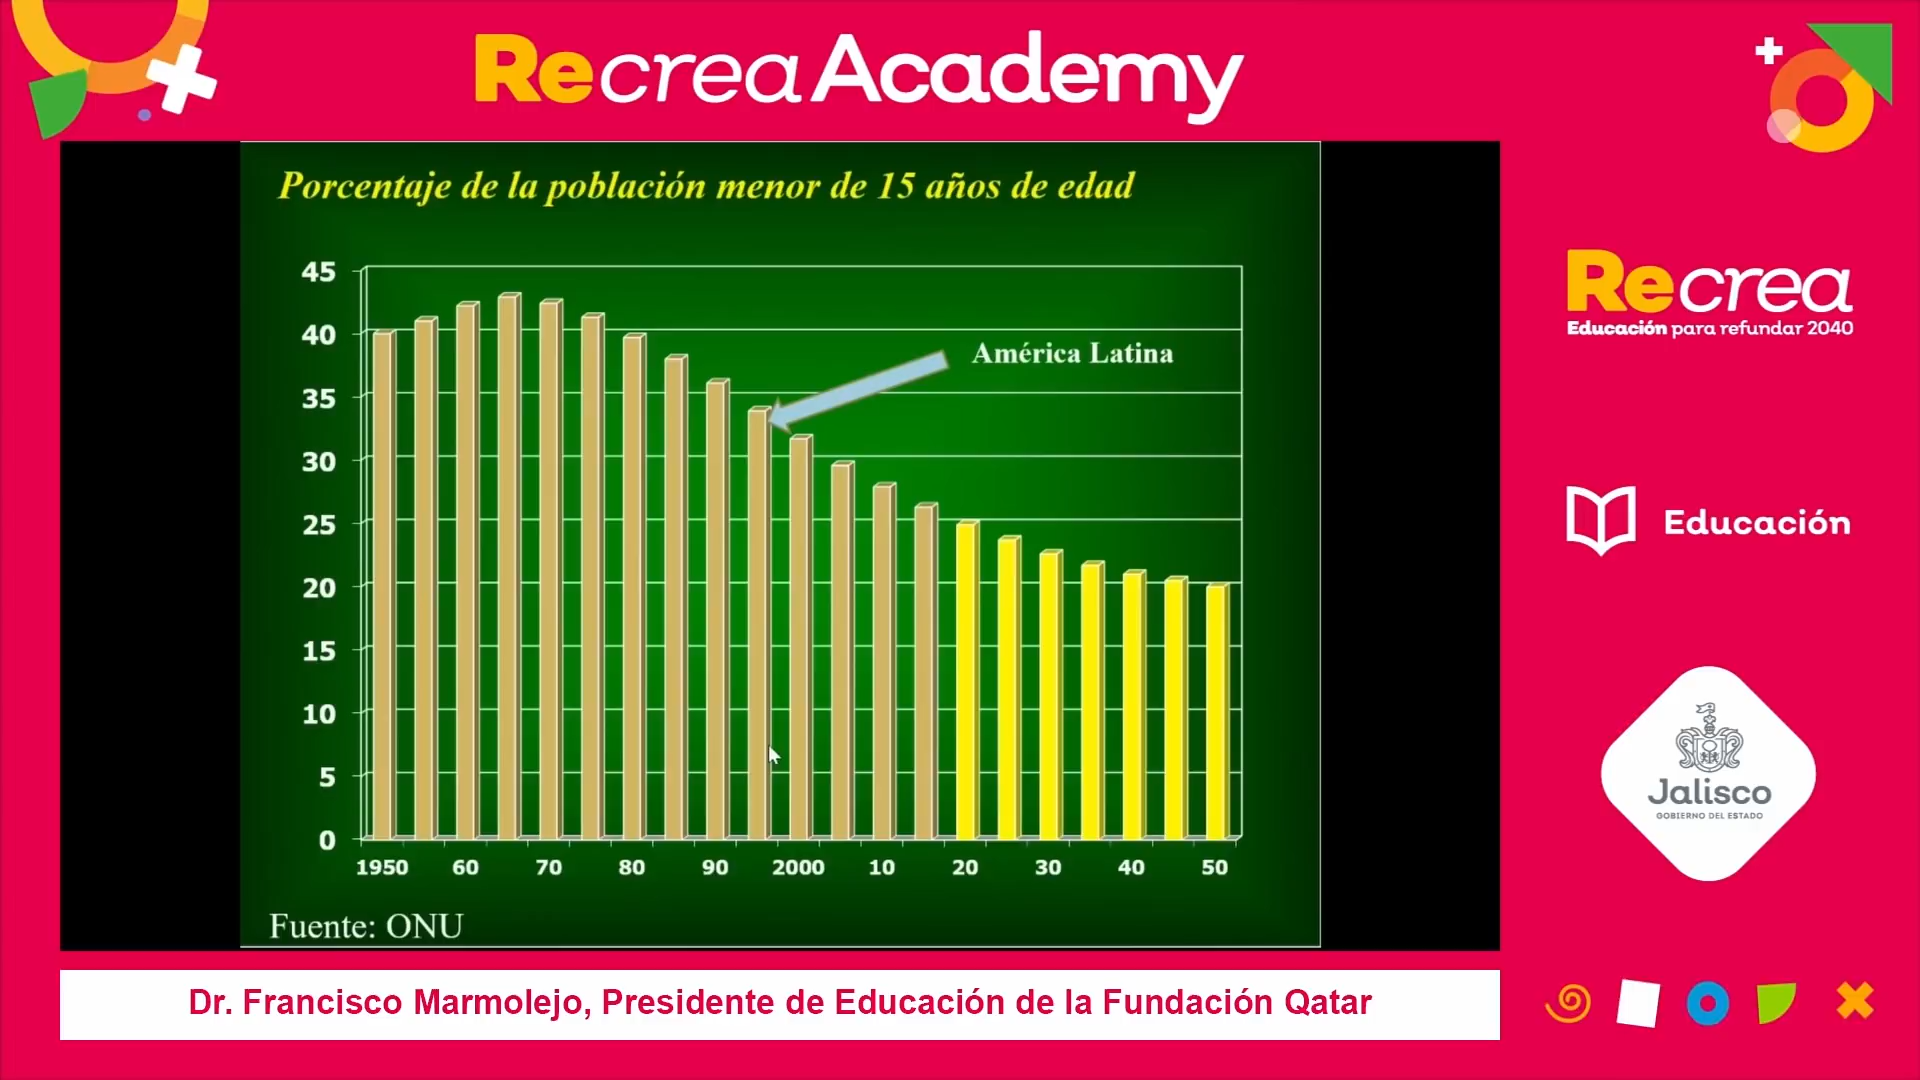 Recrea Academy
Porcentaje de la población menor de 15 años de edad
45
40
35
30
25
20
15
10
5
0
América Latina
1950 60 70 80 90 2000 10 20 30 40 50
Fuente: ONU
Recrea
Educación para refundar 2040
Educación
Jalisco
GOBIERNO DEL ESTADO
Dr. Francisco Marmolejo, Presidente de Educación de la Fundación Qatar